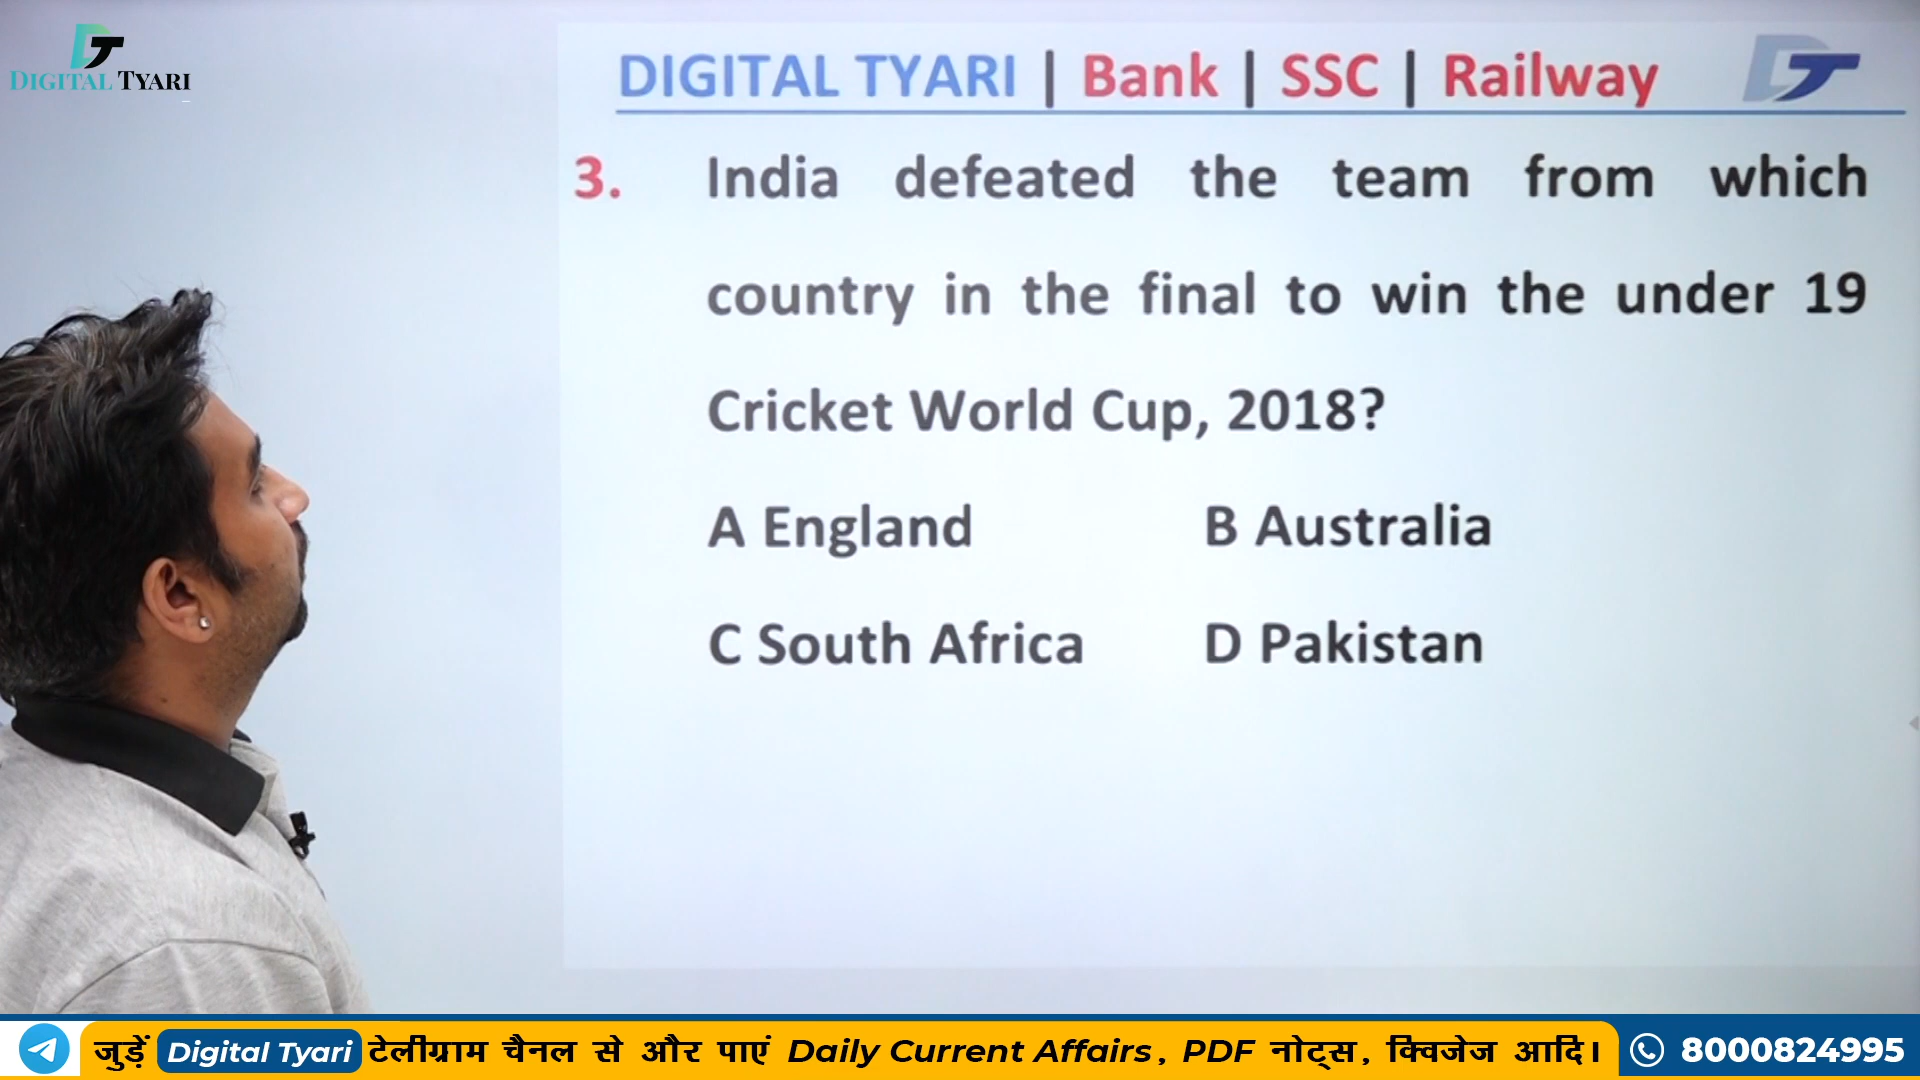 DIGITAL TYARI
DIGITAL TYARI | Bank | SSC | Railway
3. India defeated the team from which
country in the final to win the under 19
Cricket World Cup, 2018?
A England B Australia
C South Africa D Pakistan
जुड़ें Digital Tyari टेलीग्राम चैनल से और पाएं Daily Current Affairs, PDF नोट्स, क्विजेज आदि। 8000824995